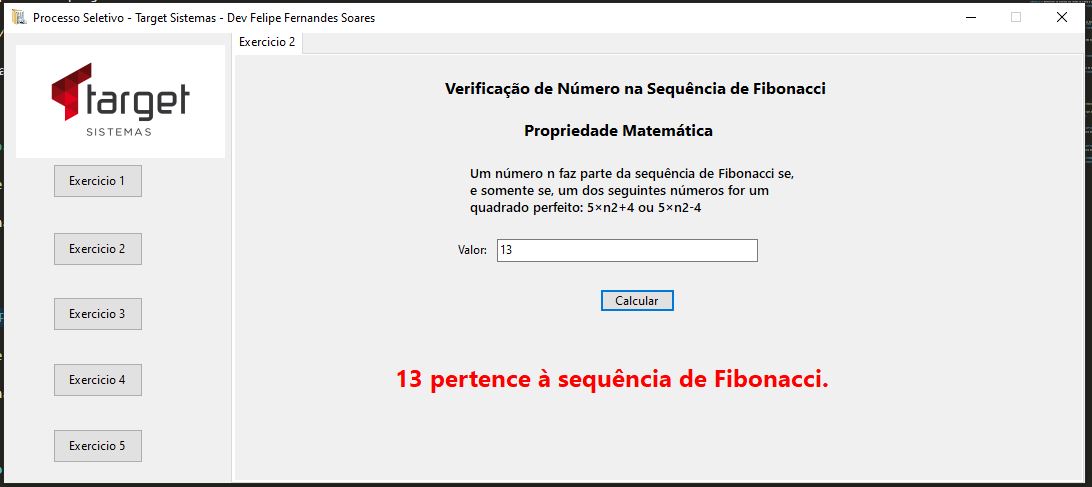 Processo Seletivo - Target Sistemas - Dev Felipe Fernandes Soares
target
SISTEMAS
Exercicio 1
Exercicio 2
Exercicio 3
Exercicio 4
Exercicio 5
Exercicio 2
Verificação de Número na Sequência de Fibonacci
Propriedade Matemática
Um número n faz parte da sequência de Fibonacci se,
e somente se, um dos seguintes números for um
quadrado perfeito: 5×n2+4 ou 5×n2-4
Valor: 13
Calcular
13 pertence à sequência de Fibonacci.